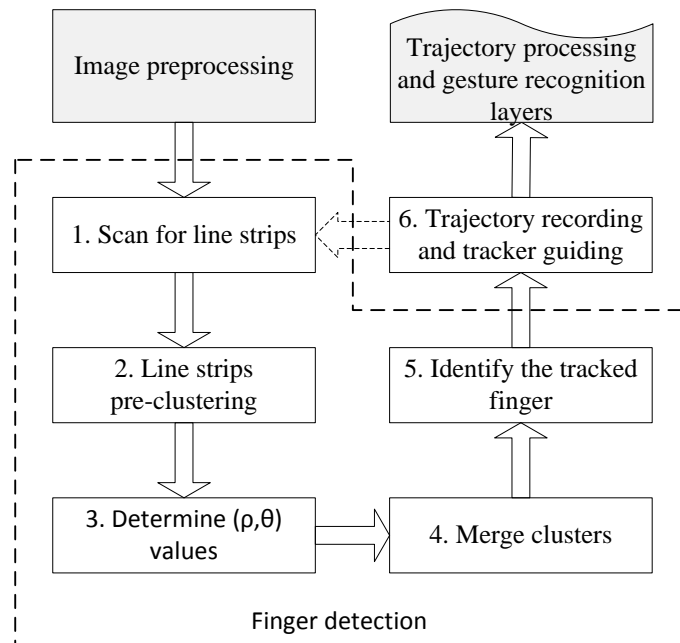 Image preprocessing
Trajectory processing
and gesture recognition
layers
1. Scan for line strips
6. Trajectory recording
and tracker guiding
2. Line strips
pre-clustering
5. Identify the tracked
finger
3. Determine (ρ,θ)
values
4. Merge clusters
Finger detection